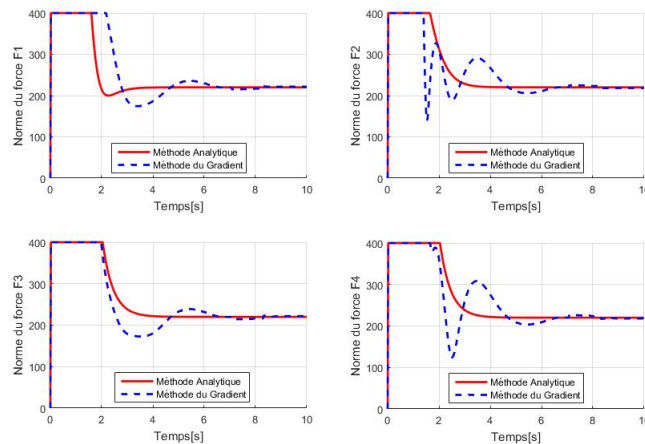 Norme du force F1
400
300
200
100
0
Méthode Analytique
Méthode du Gradient
0 2 4 6 8 10
Temps[s]
Norme du force F2
400
300
200
100
0
Méthode Analytique
Méthode du Gradient
0 2 4 6 8 10
Temps[s]
Norme du force F3
400
300
200
100
0
Méthode Analytique
Méthode du Gradient
0 2 4 6 8 10
Temps[s]
Norme du force F4
400
300
200
100
0
Méthode Analytique
Méthode du Gradient
0 2 4 6 8 10
Temps[s]